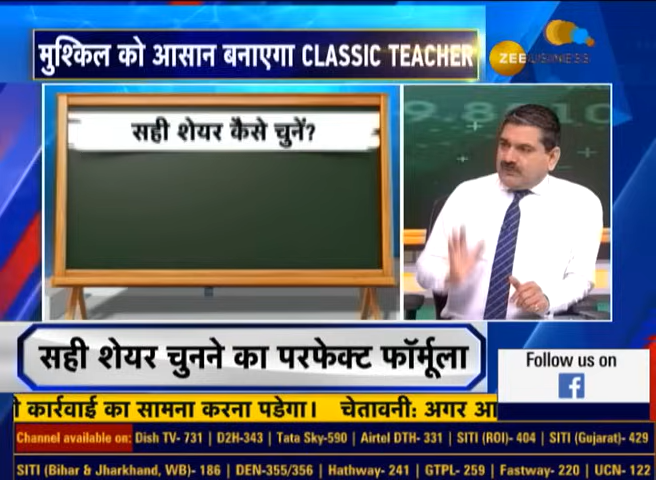 मुश्किल को आसान बनाएगा CLASSIC TEACHER
ZEE BUSINESS
सही शेयर कैसे चुनें?
9.8 10
सही शेयर चुनने का परफेक्ट फॉर्मूला
Follow us on
f
कार्रवाई का सामना करना पडेगा। चेतावनी: अगर आ
Channel available on: Dish TV- 731 | D2H-343 | Tata Sky-590 | Airtel DTH- 331 | SITI (ROI)- 404 | SITI (Gujarat)- 429
SITI (Bihar & Jharkhand, WB)- 186 | DEN-355/356 | Hathway- 241 | GTPL- 259 | Fastway- 220 | UCN- 122